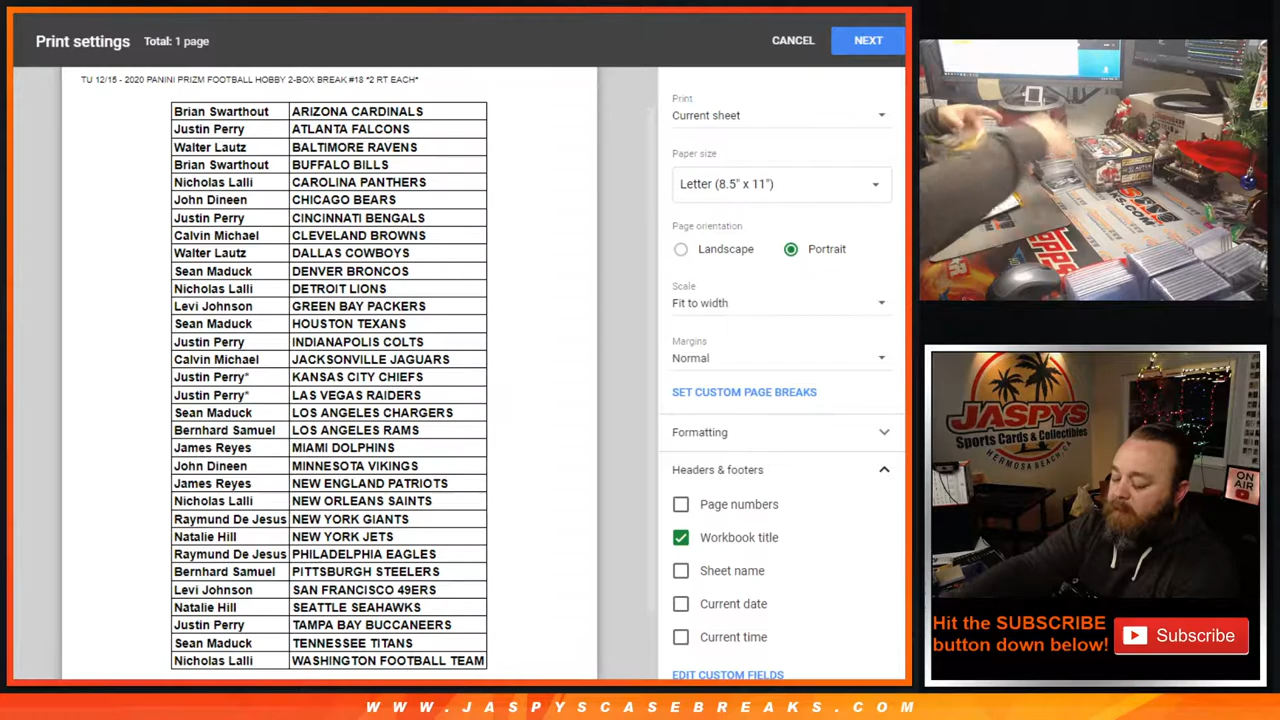 Print settings Total: 1 page CANCEL NEXT
TU 12/15 - 2020 PANINI PRIZM FOOTBALL HOBBY 2-BOX BREAK #18 *2 RT EACH*
Brian Swarthout ARIZONA CARDINALS
Justin Perry ATLANTA FALCONS
Walter Lautz BALTIMORE RAVENS
Brian Swarthout BUFFALO BILLS
Nicholas Lalli CAROLINA PANTHERS
John Dineen CHICAGO BEARS
Justin Perry CINCINNATI BENGALS
Calvin Michael CLEVELAND BROWNS
Walter Lautz DALLAS COWBOYS
Sean Maduck DENVER BRONCOS
Nicholas Lalli DETROIT LIONS
Levi Johnson GREEN BAY PACKERS
Sean Maduck HOUSTON TEXANS
Justin Perry INDIANAPOLIS COLTS
Calvin Michael JACKSONVILLE JAGUARS
Justin Perry* KANSAS CITY CHIEFS
Justin Perry* LAS VEGAS RAIDERS
Sean Maduck LOS ANGELES CHARGERS
Bernhard Samuel LOS ANGELES RAMS
James Reyes MIAMI DOLPHINS
John Dineen MINNESOTA VIKINGS
James Reyes NEW ENGLAND PATRIOTS
Nicholas Lalli NEW ORLEANS SAINTS
Raymund De Jesus NEW YORK GIANTS
Natalie Hill NEW YORK JETS
Raymund De Jesus PHILADELPHIA EAGLES
Bernhard Samuel PITTSBURGH STEELERS
Levi Johnson SAN FRANCISCO 49ERS
Natalie Hill SEATTLE SEAHAWKS
Justin Perry TAMPA BAY BUCCANEERS
Sean Maduck TENNESSEE TITANS
Nicholas Lalli WASHINGTON FOOTBALL TEAM
Print
Current sheet
Paper size
Letter (8.5" x 11")
Page orientation
Landscape Portrait
Scale
Fit to width
Margins
Normal
SET CUSTOM PAGE BREAKS
Formatting
Headers & footers
Page numbers
Workbook title
Sheet name
Current date
Current time
EDIT CUSTOM FIELDS
TOPPS
JASPYS
Sports Cards & Collectibles
HERMOSA BEACH, CA
ON AIR
Hit the SUBSCRIBE
button down below!
Subscribe
WWW.JASPYSCASEBREAKS.COM